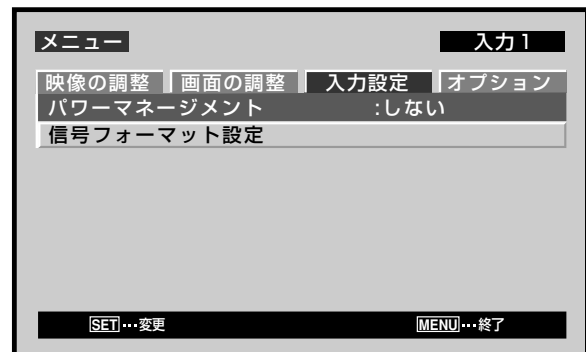 メニュー 入力1
映像の調整 画面の調整 入力設定 オプション
パワーマネージメント :しない
信号フォーマット設定
SET…変更 MENU…終了